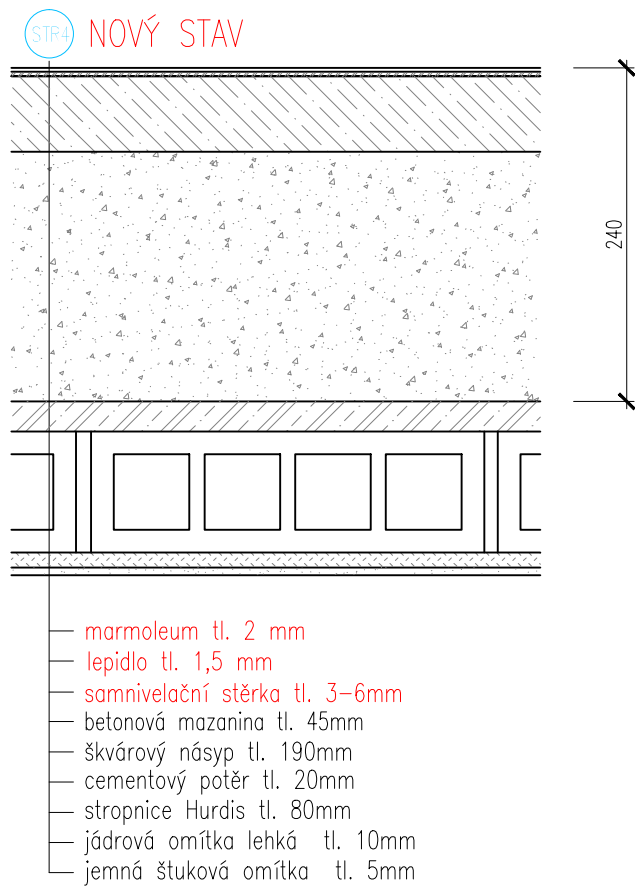 STR4 NOVÝ STAV
240
marmoleum tl. 2 mm
lepidlo tl. 1,5 mm
samnivelační stěrka tl. 3-6mm
betonová mazanina tl. 45mm
škvárový násyp tl. 190mm
cementový potěr tl. 20mm
stropnice Hurdis tl. 80mm
jádrová omítka lehká tl. 10mm
jemná štuková omítka tl. 5mm